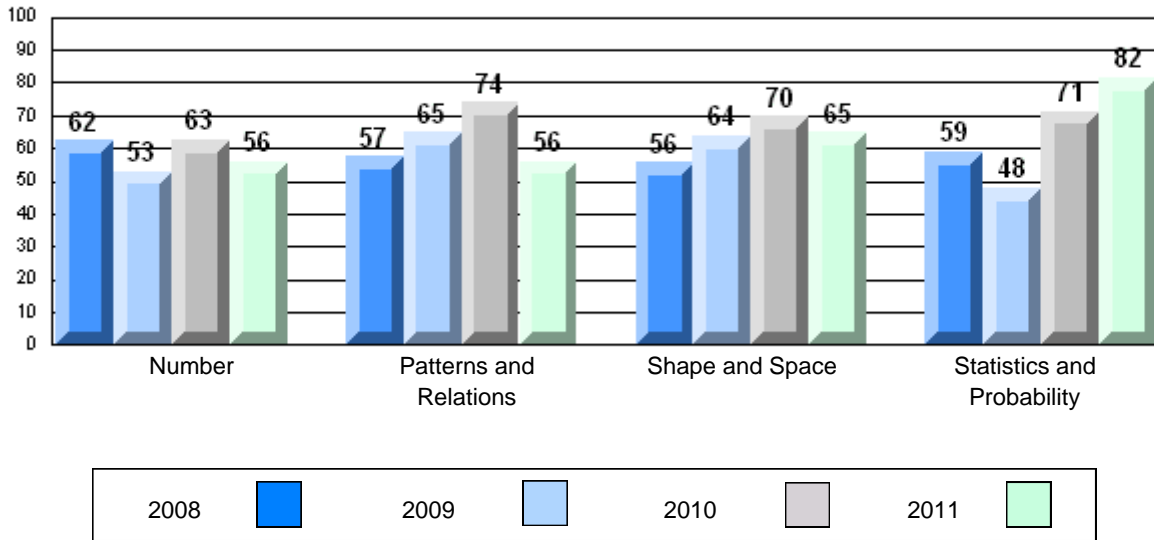 100
90
80
70
60
50
40
30
20
10
0
62 53 63 56
57 65 74 56
56 64 70 65
59 48 71 82
Number
Patterns and
Relations
Shape and Space
Statistics and
Probability
2008 2009 2010 2011